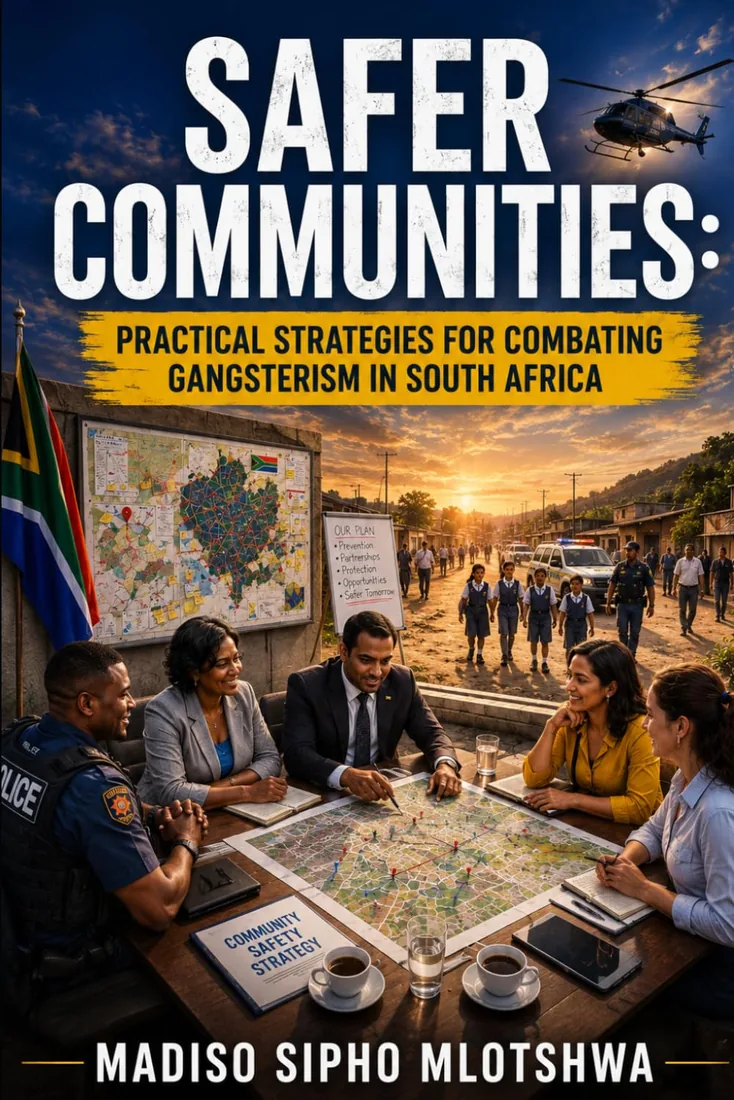 SAFER
COMMUNITIES:
PRACTICAL STRATEGIES FOR COMBATING
GANGSTERISM IN SOUTH AFRICA
OUR PLAN
• Prevention
• Partnerships
• Protection
• Opportunities
• Safer Tomorrow
POLICE
COMMUNITY
SAFETY
STRATEGY
MADISO SIPHO MLOTSHWA